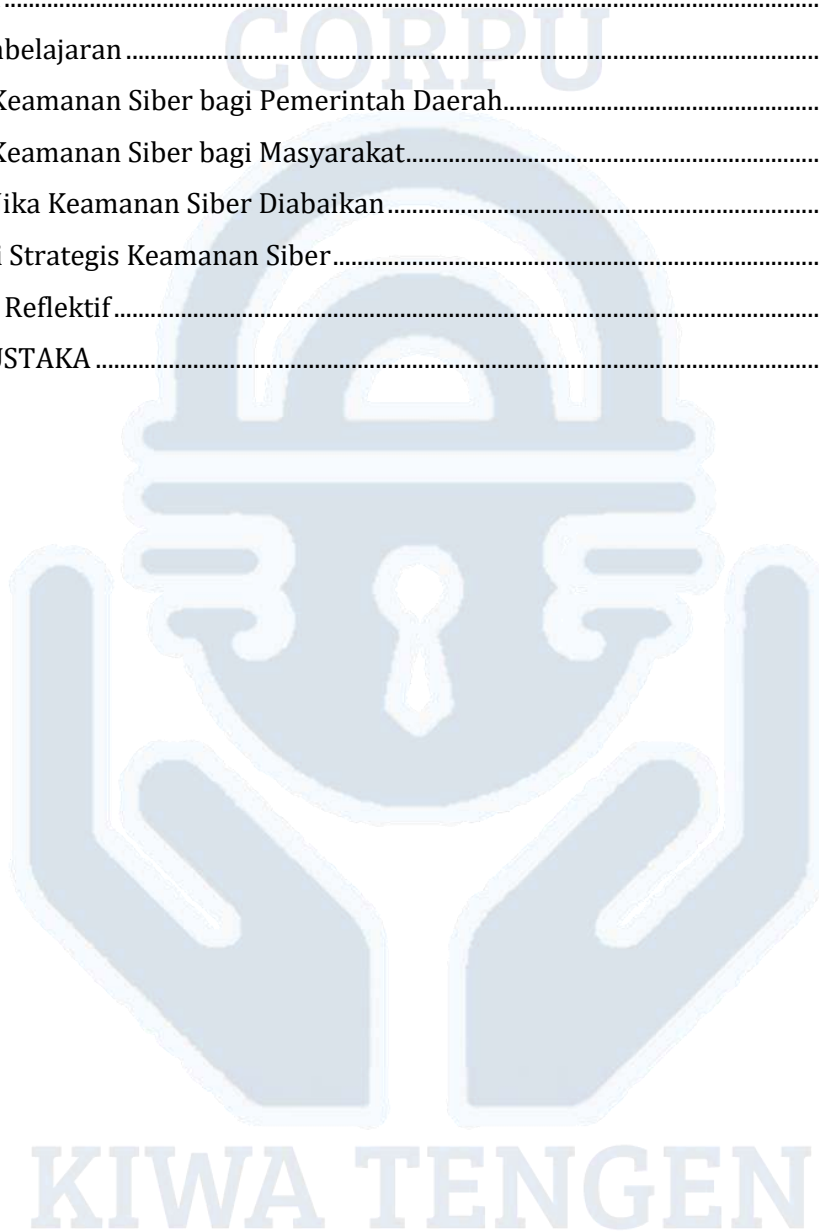 CORPU
.......................................................................................................
nbelajaran.......................................................................................................
Keamanan Siber bagi Pemerintah Daerah.......................................................
Keamanan Siber bagi Masyarakat.......................................................................
Jika Keamanan Siber Diabaikan..........................................................................
i Strategis Keamanan Siber...................................................................................
Reflektif.......................................................................................................
USTAKA.......................................................................................................
KIWA TENGEN